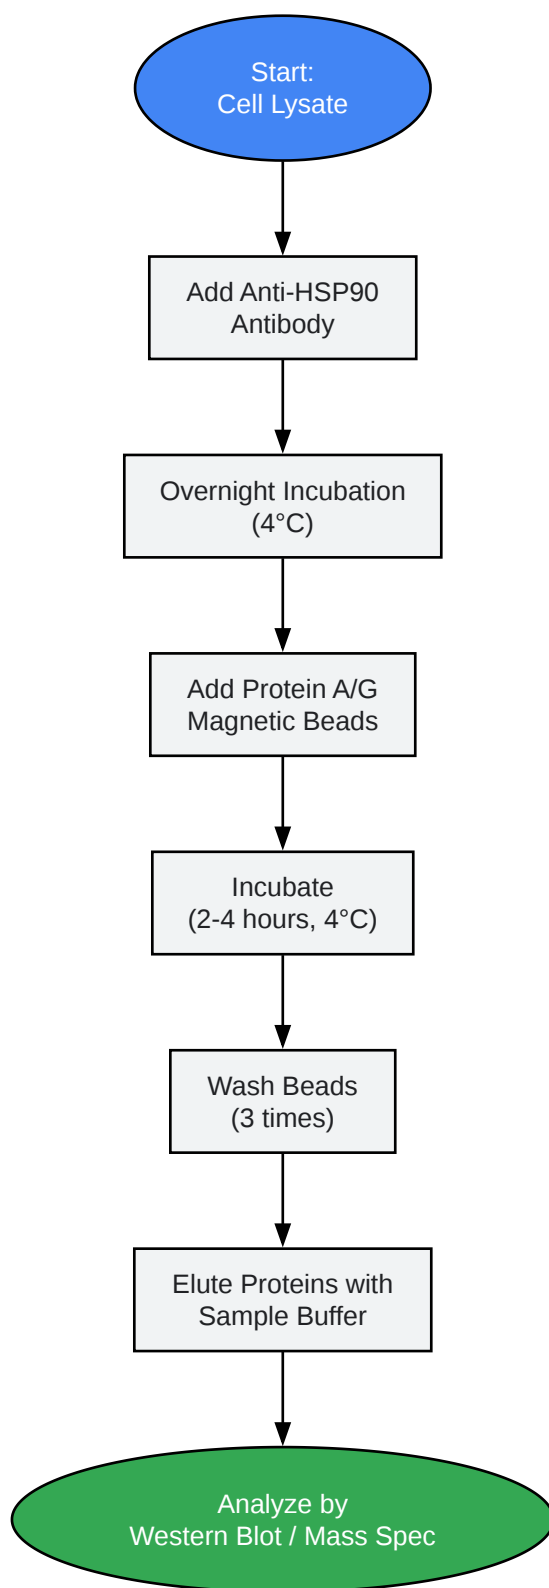 Start:
Cell Lysate
Add Anti-HSP90
Antibody
Overnight Incubation
(4°C)
Add Protein A/G
Magnetic Beads
Incubate
(2-4 hours, 4°C)
Wash Beads
(3 times)
Elute Proteins with
Sample Buffer
Analyze by
Western Blot / Mass Spec